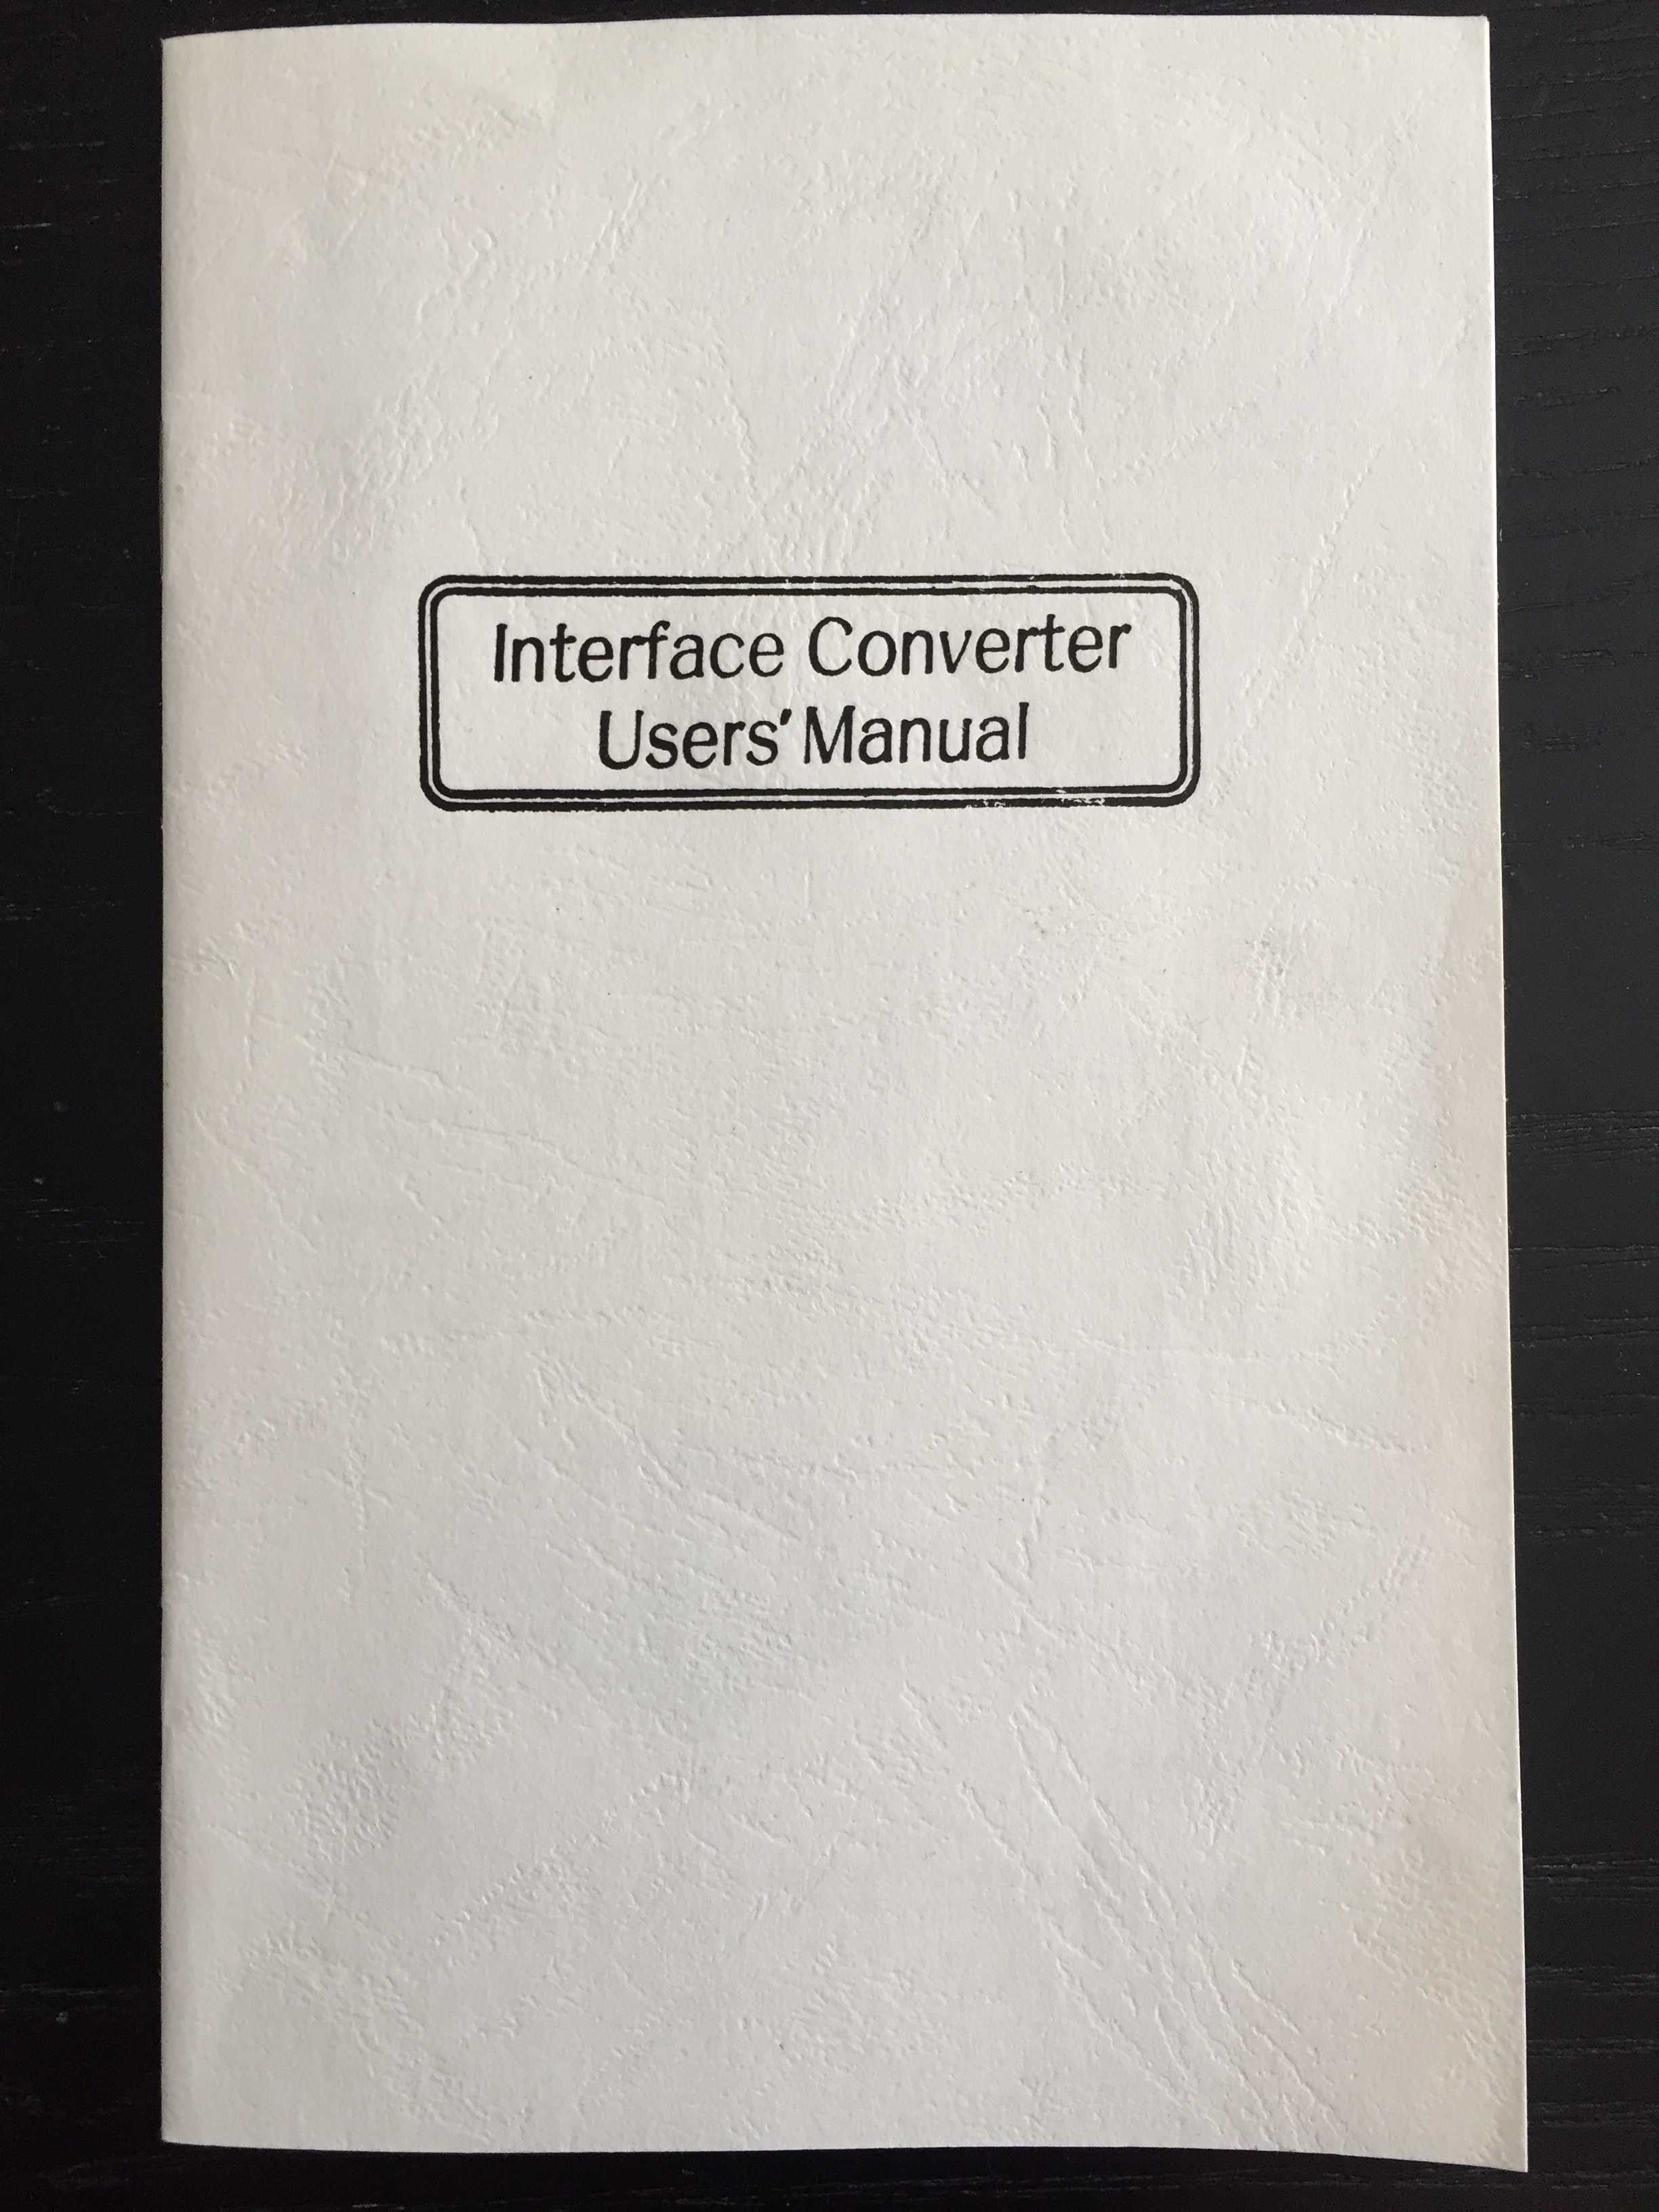 Interface Converter
Users' Manual